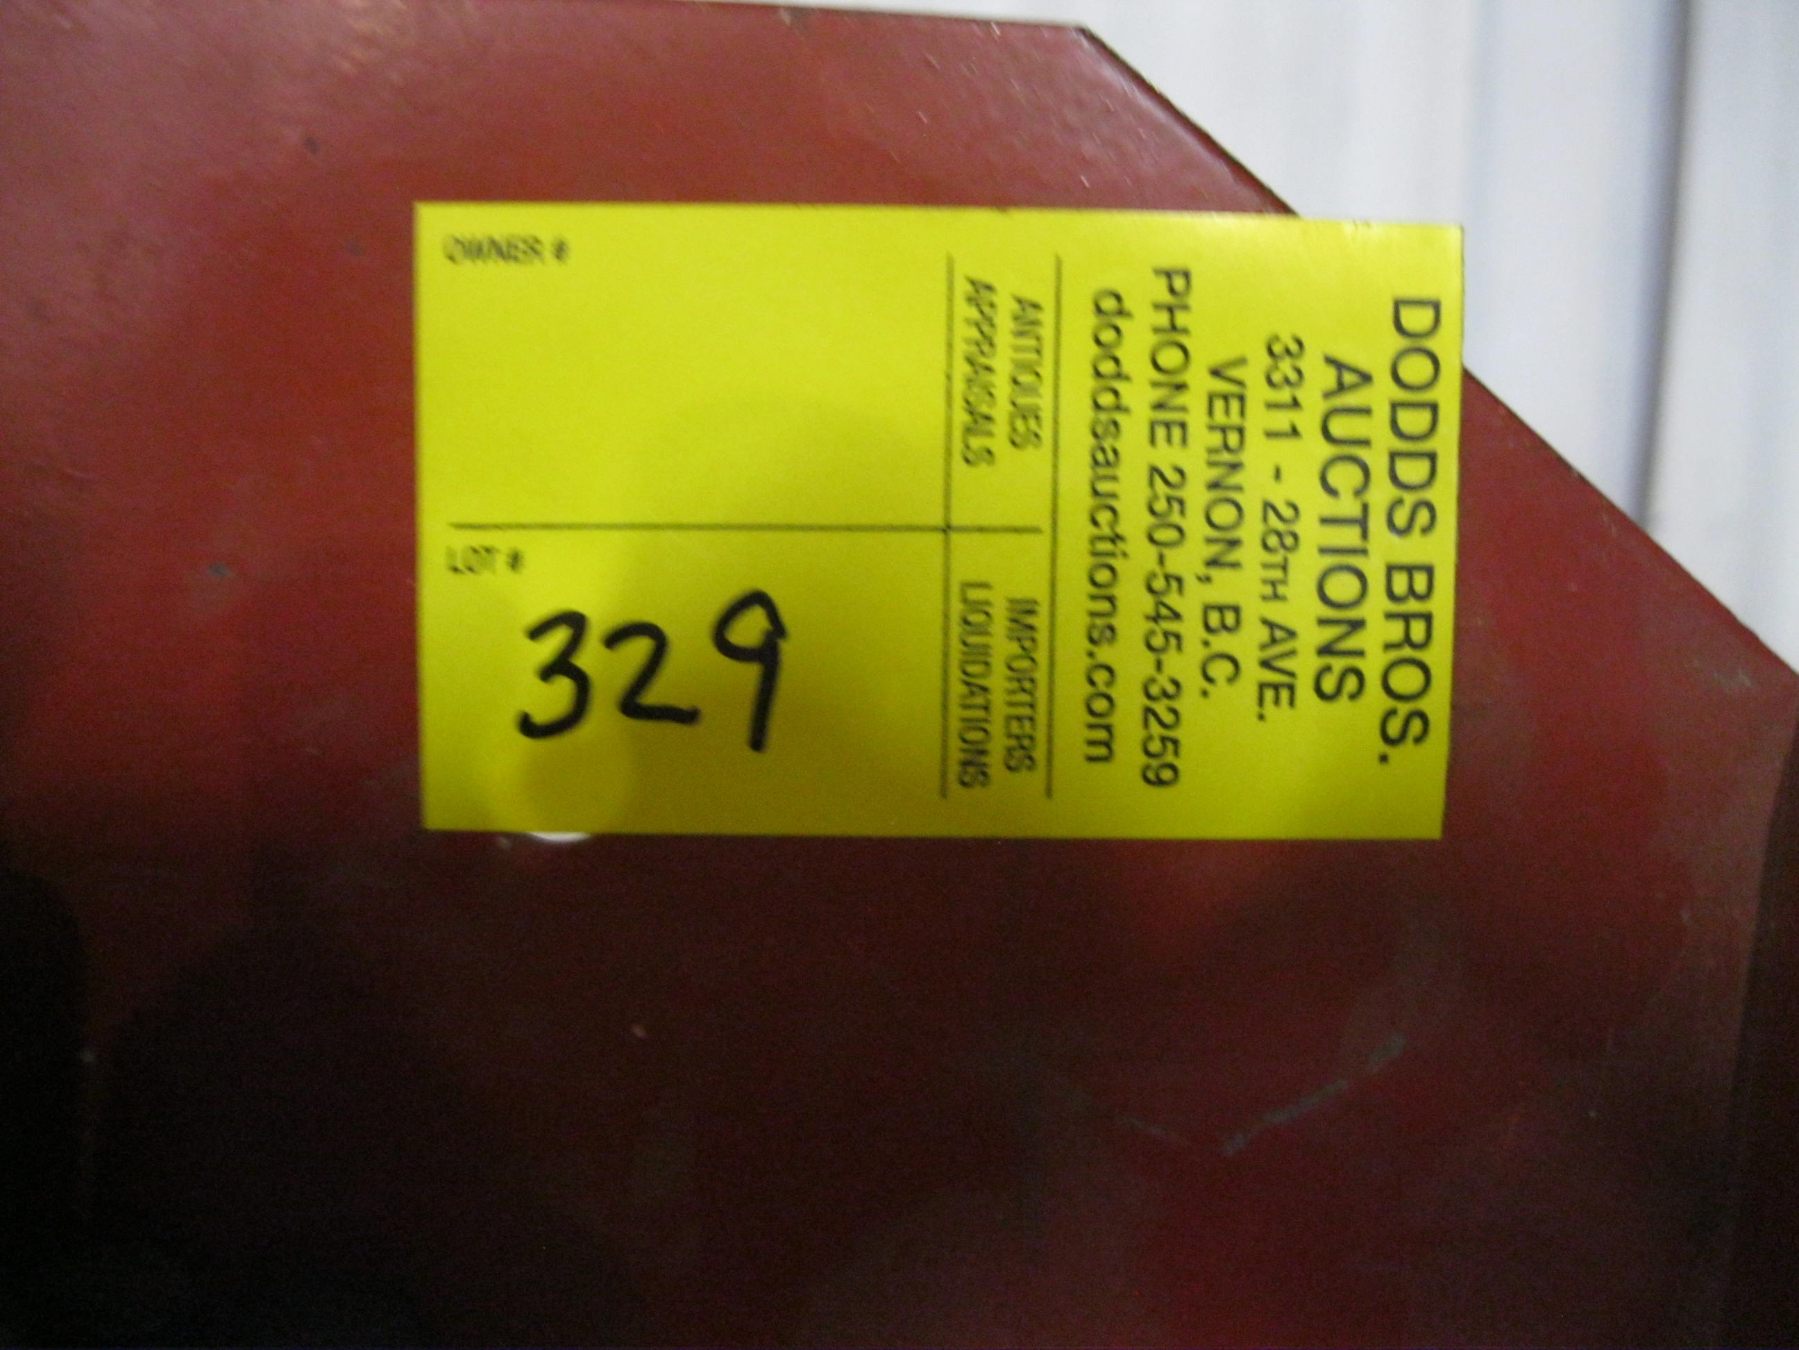 DODDS BROS.
AUCTIONS
3311 - 28TH AVE.
VERNON, B.C.
PHONE 250-545-3259
doddsauctions.com
ANTIQUES
APPRAISALS
IMPORTERS
LIQUIDATIONS
OWNER #
LOT #
329